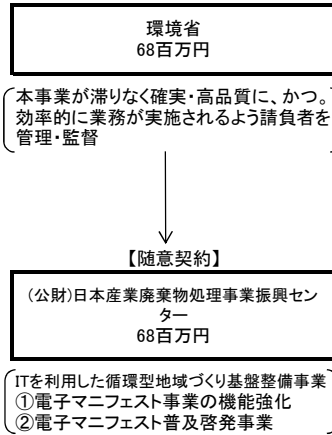 環境省
68百万円
本事業が滞りなく確実・高品質に、かつ。
効率的に業務が実施されるよう請負者を
管理・監督
【随意契約】
(公財)日本産業廃棄物処理事業振興セン
ター
68百万円
ITを利用した循環型地域づくり基盤整備事業
①電子マニフェスト事業の機能強化
②電子マニフェスト普及啓発事業